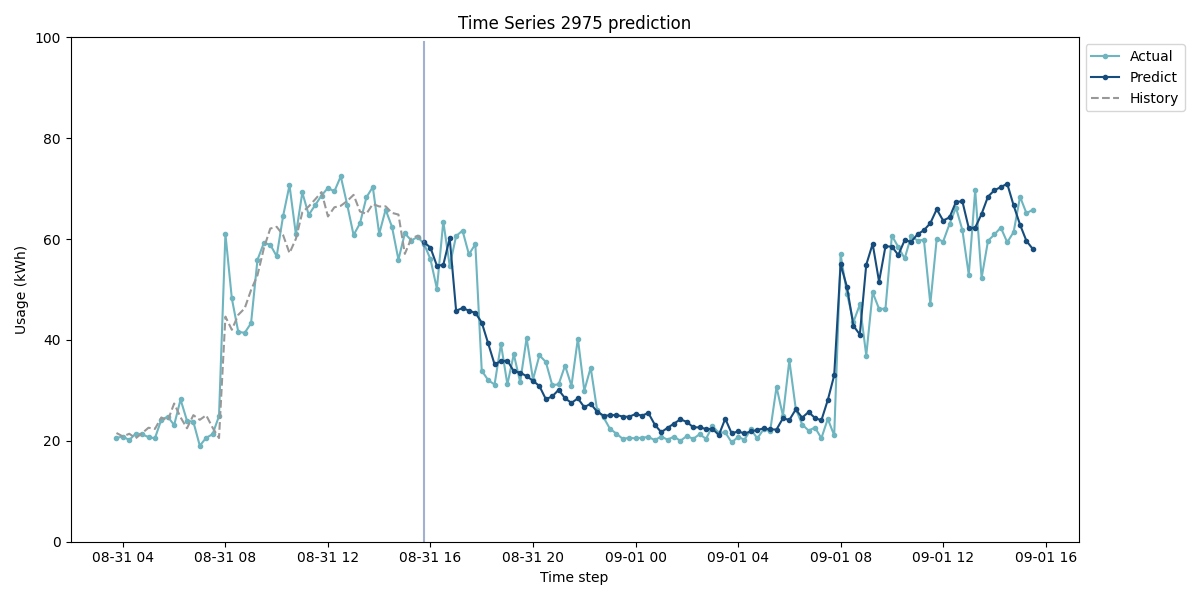 Time Series 2975 prediction
100
80
60
40
20
0
Usage (kWh)
08-31 04
08-31 08
08-31 12
08-31 16
08-31 20
09-01 00
09-01 04
09-01 08
09-01 12
09-01 16
Time step
Actual
Predict
History